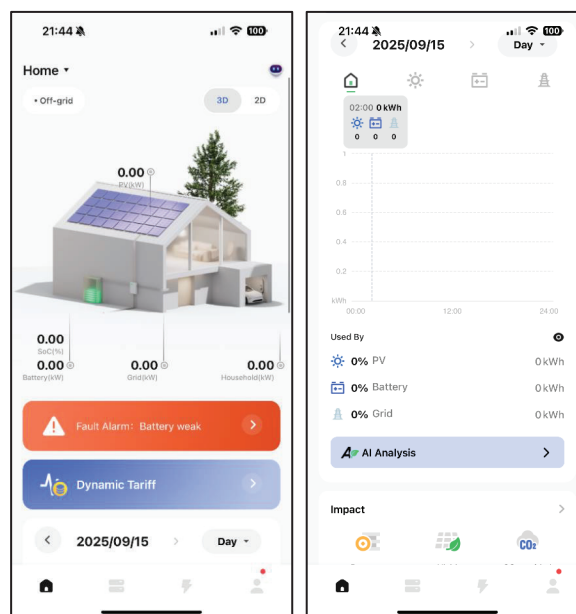 21:44
100
Home
• Off-grid
3D
2D
0.00
PV(kW)
0.00
SoC(%)
0.00
Battery(kW)
0.00
Grid(kW)
0.00
Household(kW)
Fault Alarm: Battery weak
Dynamic Tariff
2025/09/15
Day
21:44
100
2025/09/15
Day
02:00 0 kWh
0 0 0
1
0.8
0.6
0.4
0.2
kWh
00:00 12:00 24:00
Used By
0% PV 0 kWh
0% Battery 0 kWh
0% Grid 0 kWh
AI Analysis
Impact
CO₂